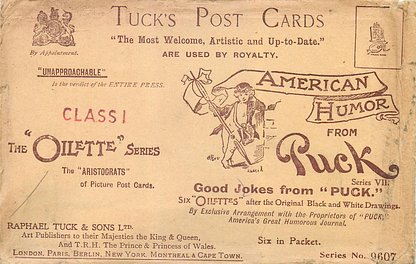 TUCK'S POST CARDS
By Appointment.
"The Most Welcome, Artistic and Up-to-Date."
ARE USED BY ROYALTY.
"UNAPPROACHABLE"
is the verdict of the ENTIRE PRESS.
CLASS I
THE "OILETTE" SERIES
The "ARISTOCRATS"
of Picture Post Cards.
AMERICAN
HUMOR
FROM
Puck
Series VII.
Good Jokes from "PUCK."
SIX "OILETTES" after the Original Black and White Drawings.
By Exclusive Arrangement with the Proprietors of "PUCK,"
America's Great Humorous Journal.
RAPHAEL TUCK & SONS LTD.
Art Publishers to their Majesties the King & Queen,
And T.R.H. The Prince & Princess of Wales.
LONDON, PARIS, BERLIN, NEW YORK, MONTREAL & CAPE TOWN.
Six in Packet.
Series No. 9607